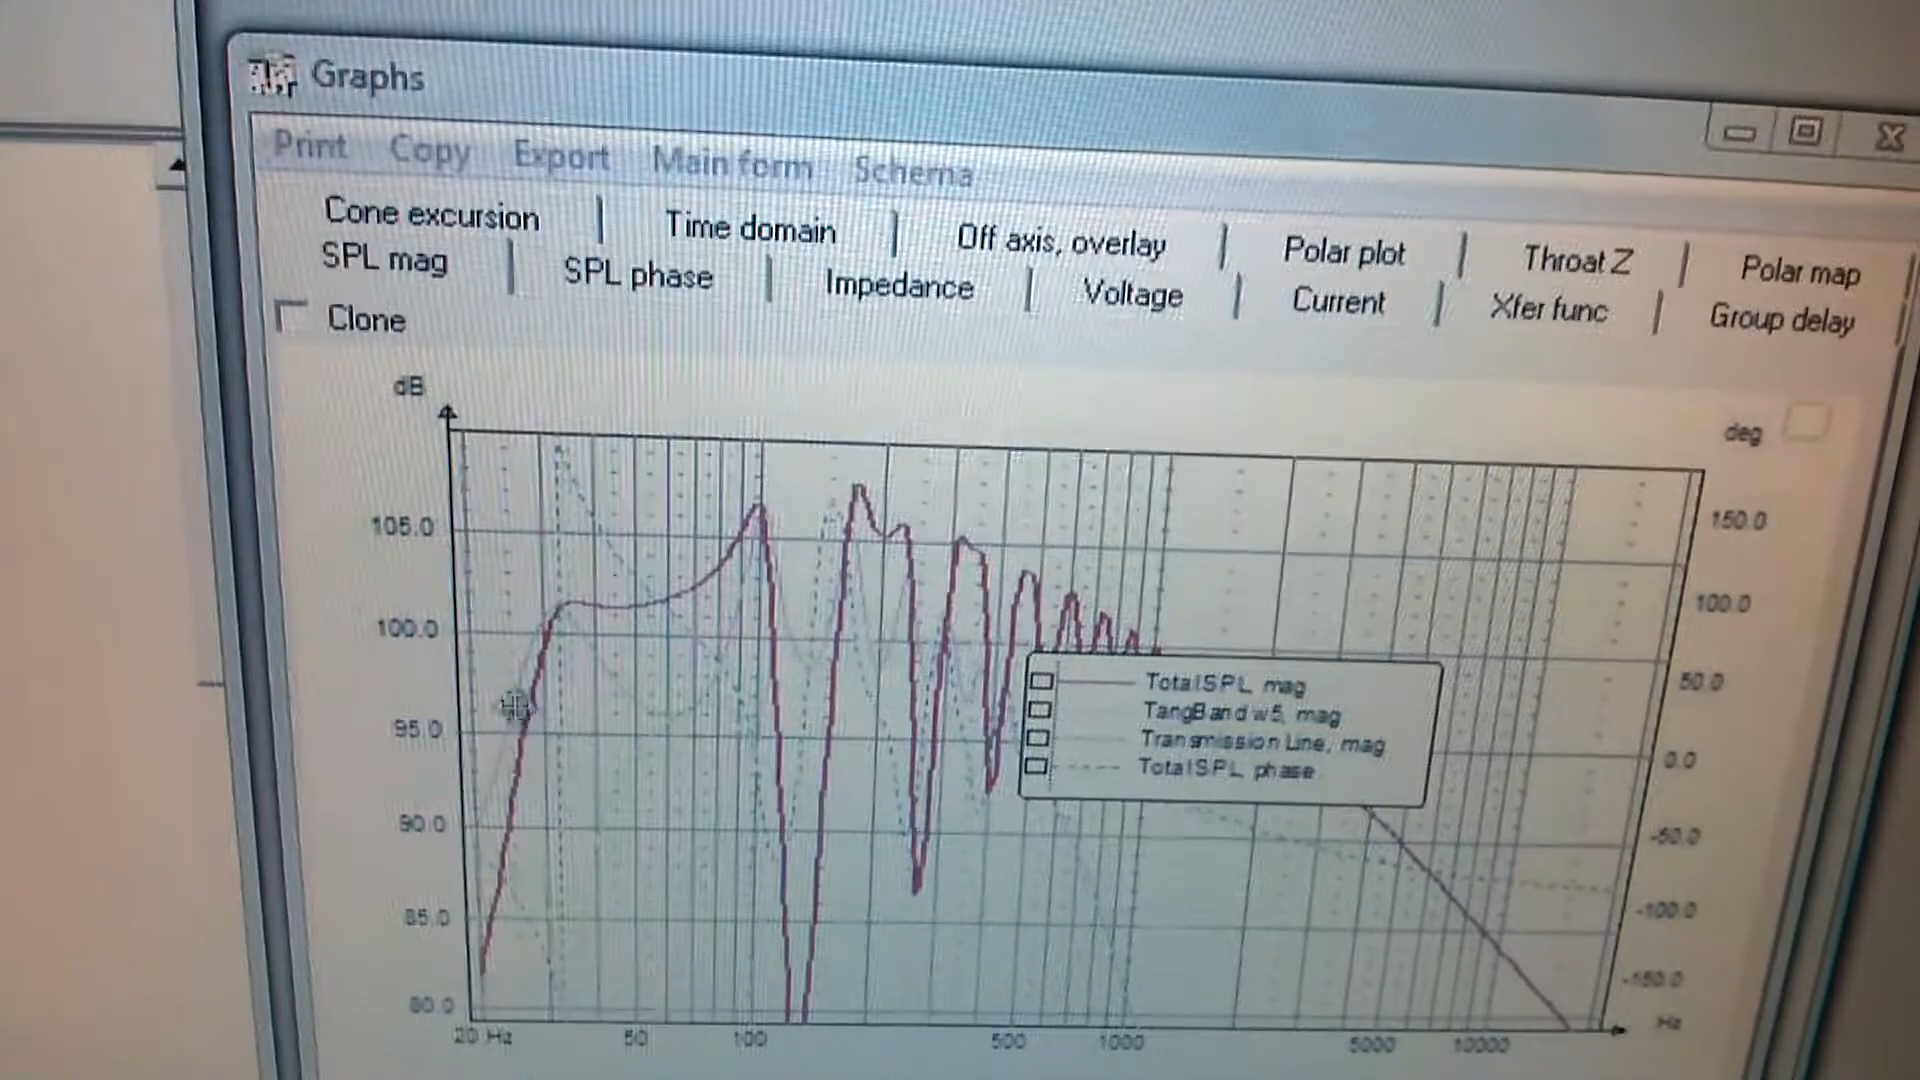 Graphs
Print Copy Export Main form Schema
Cone excursion Time domain Off axis, overlay Polar plot Throat Z Polar map
SPL mag SPL phase Impedance Voltage Current Xfer func Group delay
Clone
dB
deg
105.0
100.0
95.0
90.0
85.0
80.0
150.0
100.0
50.0
0.0
-50.0
-100.0
-150.0
TotalSPL, mag
TangBand w5, mag
Transmission Line, mag
TotalSPL, phase
20 Hz 50 100 500 1000 5000 10000 Hz